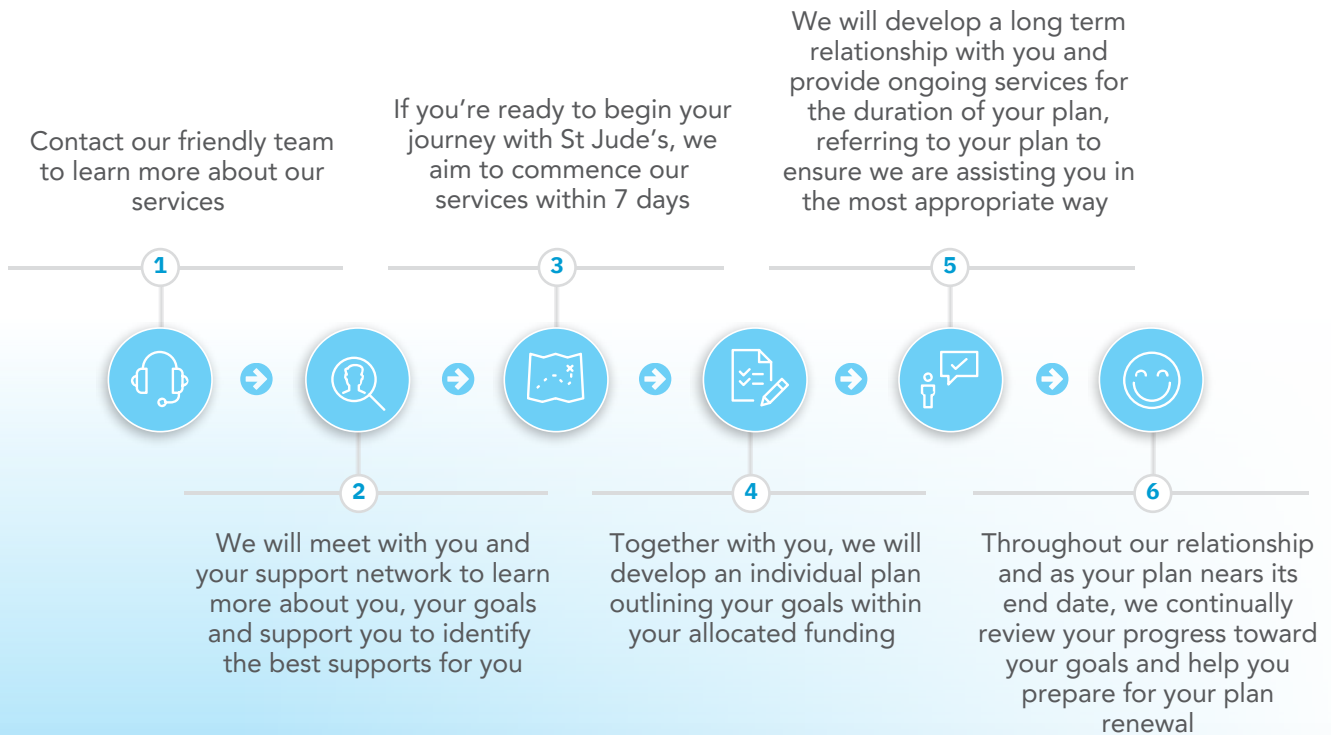 Contact our friendly team
to learn more about our
services
1
We will meet with you and
your support network to learn
more about you, your goals
and support you to identify
the best supports for you
2
If you’re ready to begin your
journey with St Jude’s, we
aim to commence our
services within 7 days
3
Together with you, we will
develop an individual plan
outlining your goals within
your allocated funding
4
We will develop a long term
relationship with you and
provide ongoing services for
the duration of your plan,
referring to your plan to
ensure we are assisting you in
the most appropriate way
5
Throughout our relationship
and as your plan nears its
end date, we continually
review your progress toward
your goals and help you
prepare for your plan
renewal
6